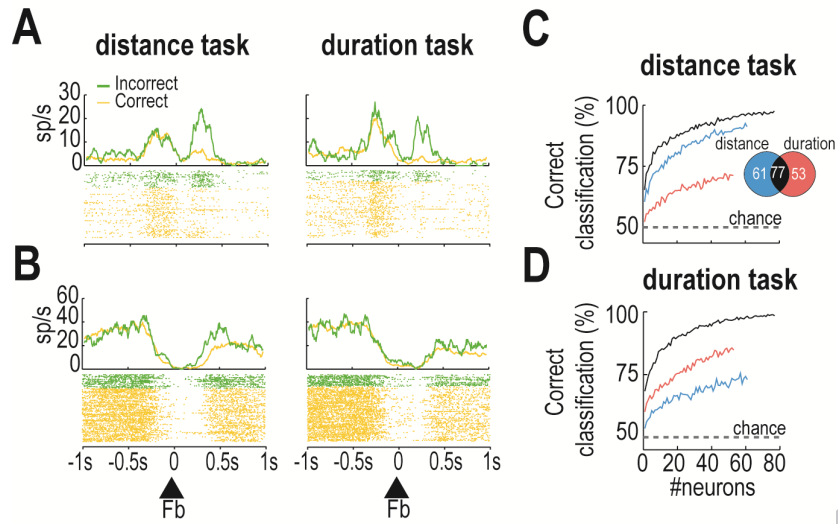 A
distance task
duration task
Incorrect
Correct
sp/s
30
20
10
0
B
sp/s
60
40
20
0
-1s
-0.5s
0
0.5s
1s
-1s
-0.5s
0
0.5s
1s
Fb
Fb
C
distance task
Correct
classification (%)
100
75
50
distance
duration
61
77
53
chance
D
duration task
Correct
classification (%)
100
75
50
chance
0
20
40
60
80
#neurons